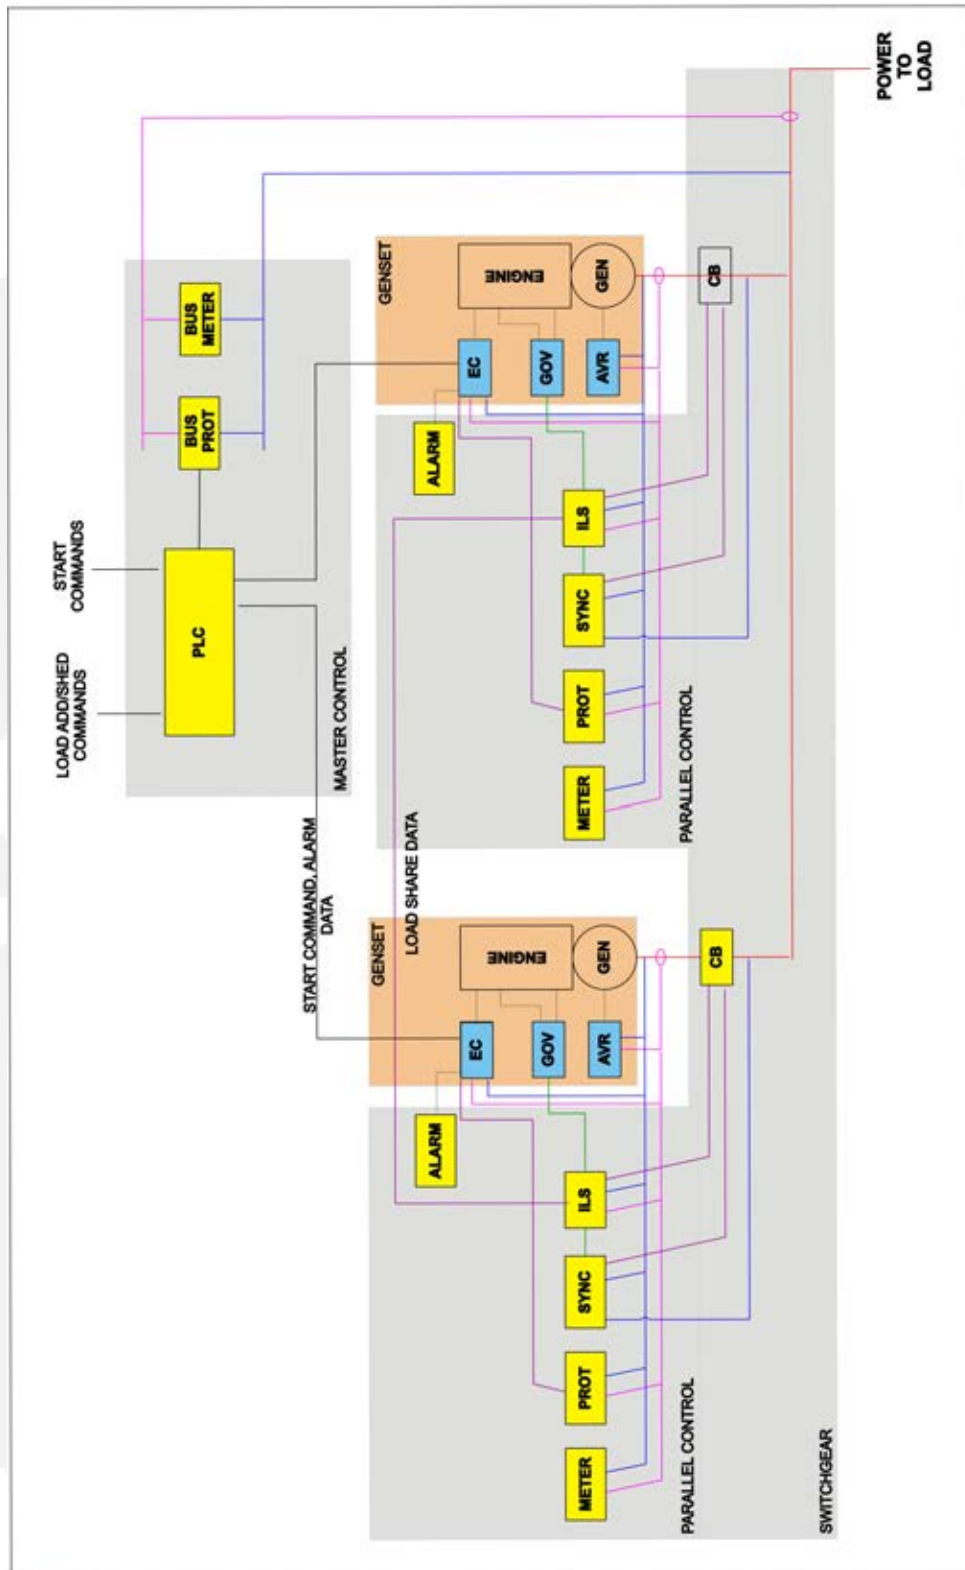 LOAD ADD/SHED
COMMANDS
START
COMMANDS
PLC
BUS
PROT
BUS
METER
MASTER CONTROL
START COMMAND, ALARM
DATA
GENSET
LOAD SHARE DATA
GENSET
ALARM
EC
ENGINE
ALARM
EC
ENGINE
GOV
GOV
METER
PROT
SYNC
ILS
AVR
GEN
METER
PROT
SYNC
ILS
AVR
GEN
PARALLEL CONTROL
CB
PARALLEL CONTROL
CB
SWITCHGEAR
POWER
TO
LOAD